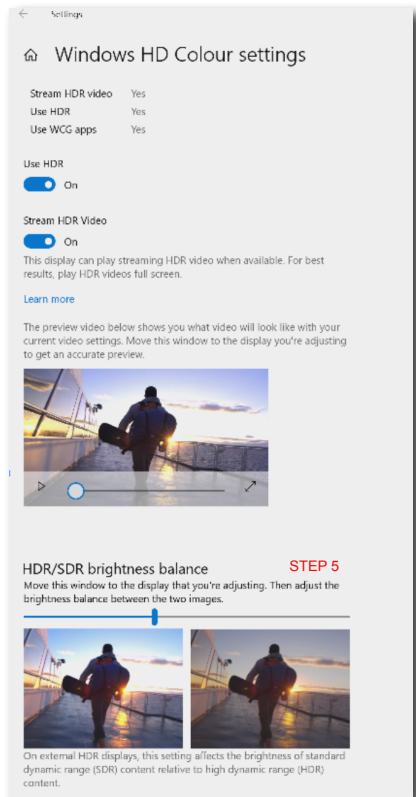 Settings
Windows HD Colour settings
Stream HDR video Yes
Use HDR Yes
Use WCG apps Yes
Use HDR
On
Stream HDR Video
On
This display can play streaming HDR video when available. For best
results, play HDR videos full screen.
Learn more
The preview video below shows you what video will look like with your
current video settings. Move this window to the display you're adjusting
to get an accurate preview.
HDR/SDR brightness balance STEP 5
Move this window to the display that you're adjusting. Then adjust the
brightness balance between the two images.
On external HDR displays, this setting affects the brightness of standard
dynamic range (SDR) content relative to high dynamic range (HDR)
content.